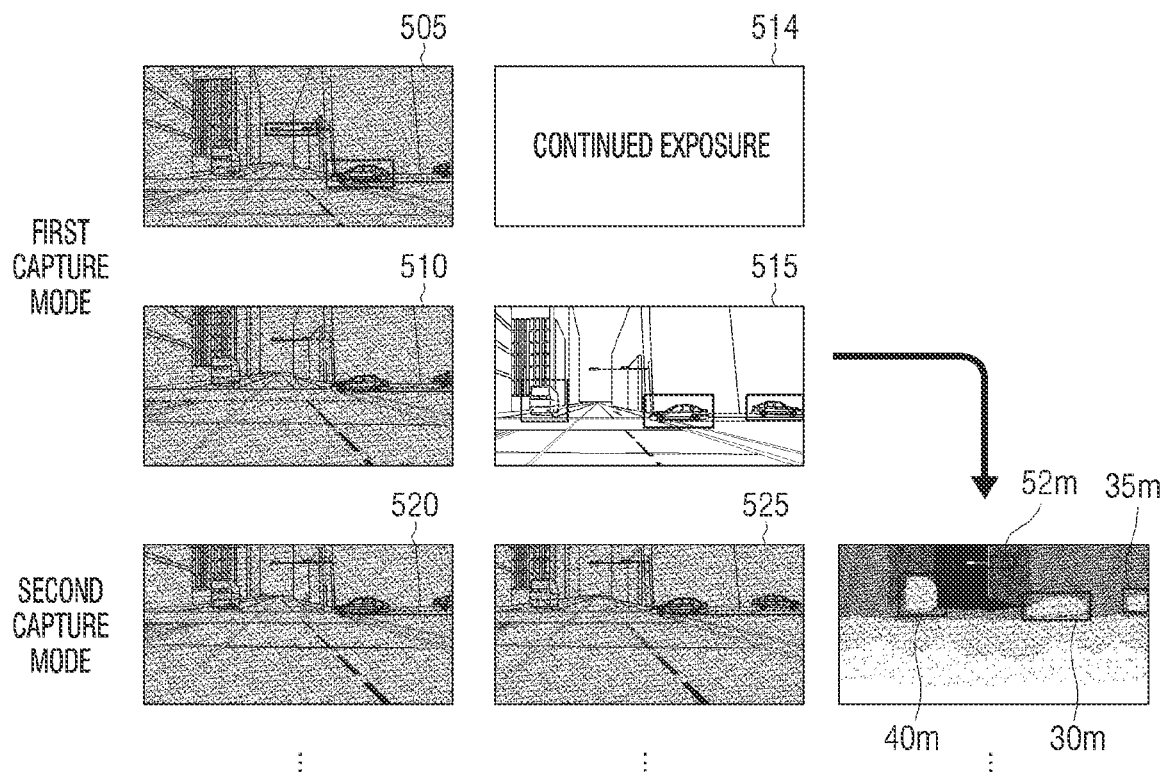 505
514
CONTINUED EXPOSURE
FIRST
CAPTURE
MODE
510
515
52m
35m
520
525
SECOND
CAPTURE
MODE
40m
30m